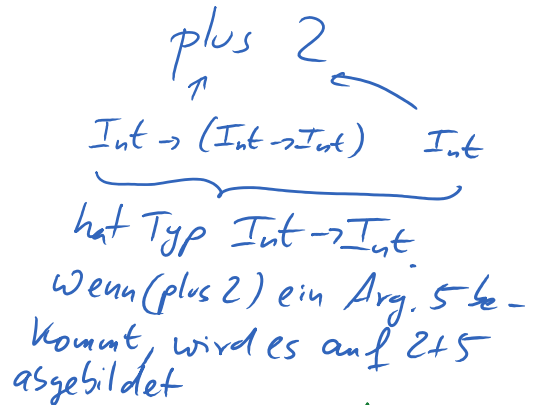 plus 2
Int → (Int → Int) Int
hat Typ Int → Int.
Wenn (plus 2) ein Arg. 5 be-
kommt, wird es auf 2+5
abgebildet